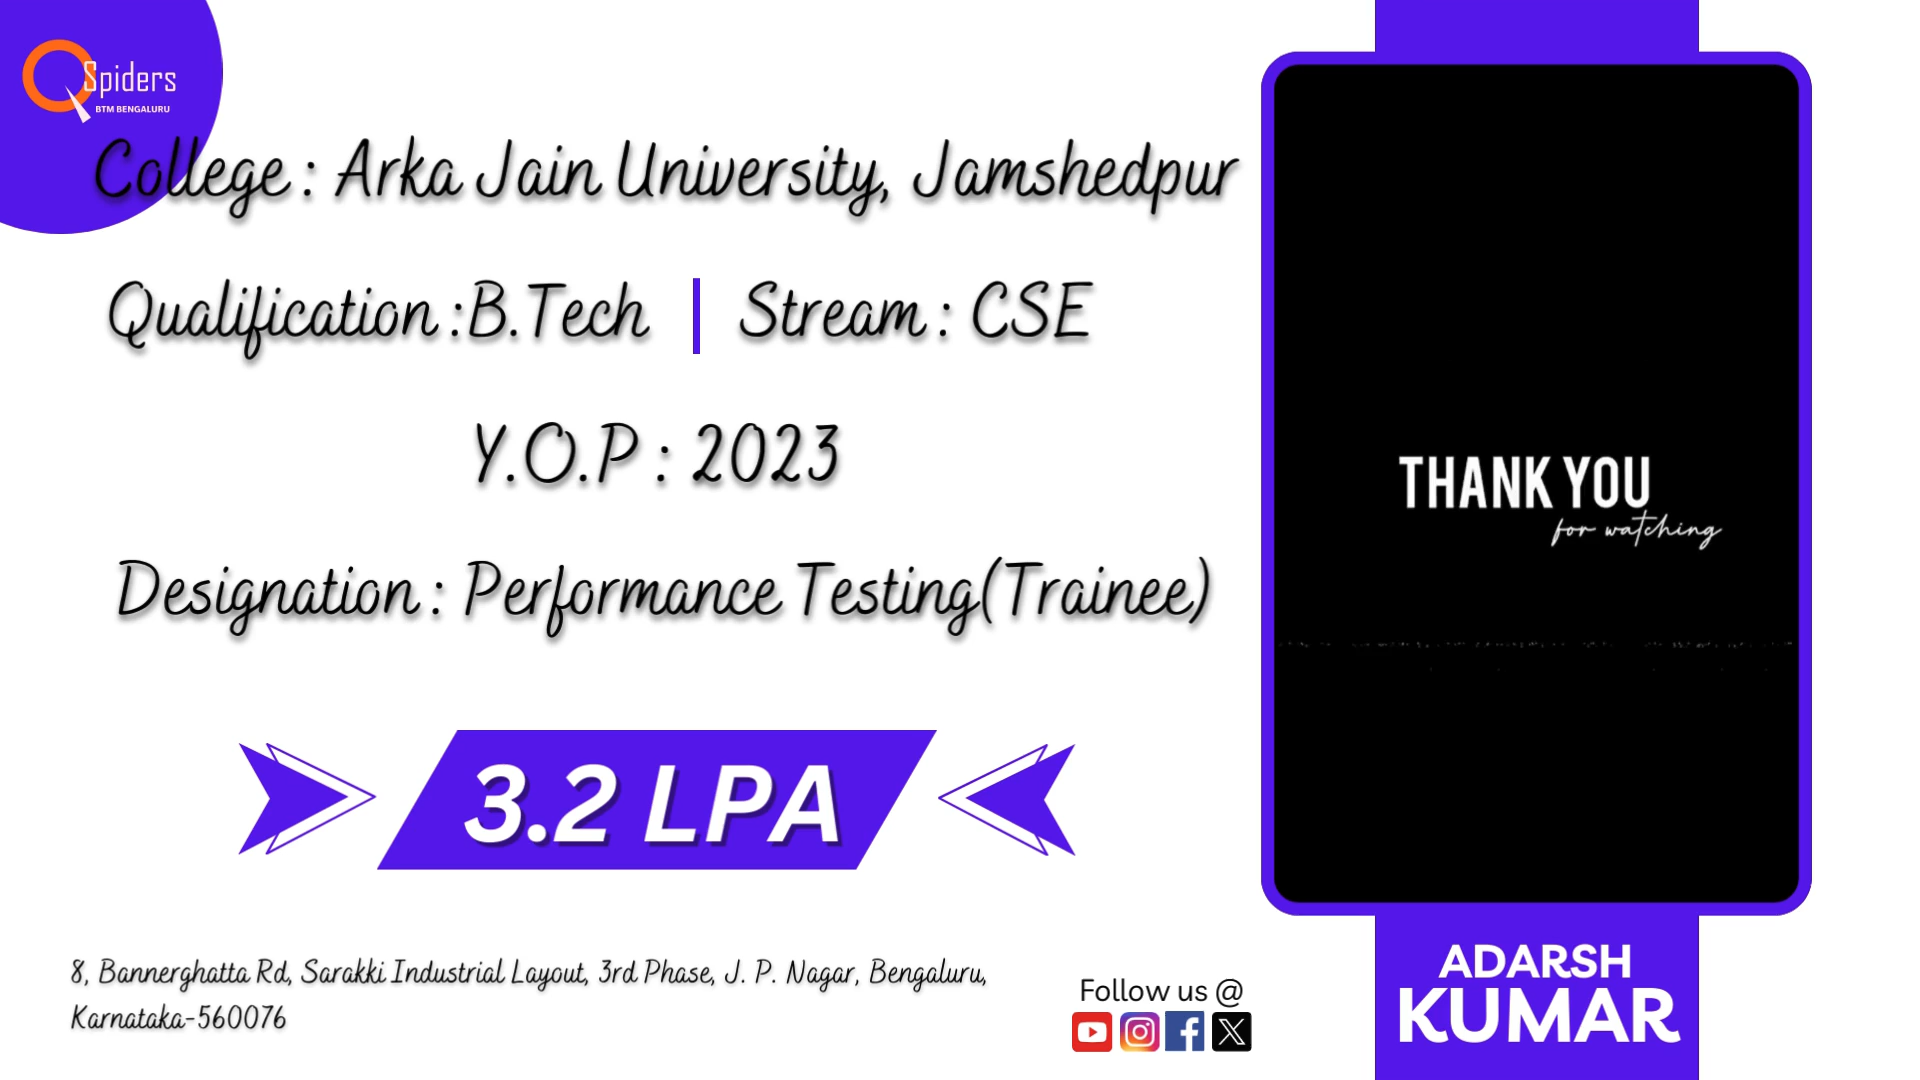 QSpiders
BTM BENGALURU
College : Arka Jain University, Jamshedpur
Qualification :B.Tech | Stream : CSE
Y.O.P : 2023
Designation : Performance Testing(Trainee)
3.2 LPA
8, Bannerghatta Rd, Sarakki Industrial Layout, 3rd Phase, J. P. Nagar, Bengaluru,
Karnataka-560076
Follow us @
THANK YOU
for watching
ADARSH
KUMAR